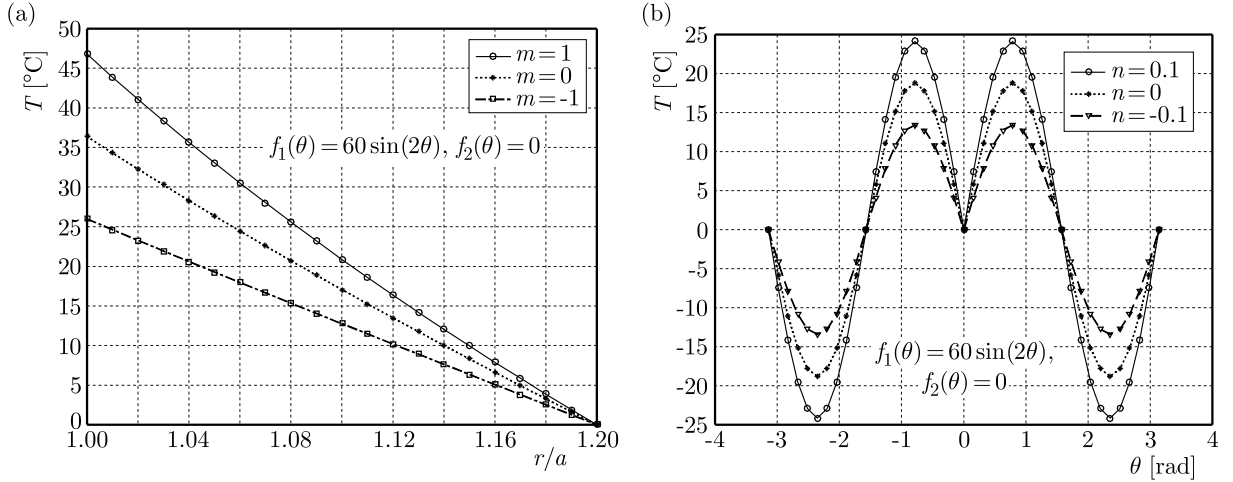 (a)
T [°C]
50
45
40
35
30
25
20
15
10
5
0
m = 1
m = 0
m = -1
f₁(θ) = 60 sin(2θ), f₂(θ) = 0
1.00 1.04 1.08 1.12 1.16 1.20
r/a
(b)
T [°C]
25
20
15
10
5
0
-5
-10
-15
-20
-25
n = 0.1
n = 0
n = -0.1
f₁(θ) = 60 sin(2θ),
f₂(θ) = 0
-4 -3 -2 -1 0 1 2 3 4
θ [rad]